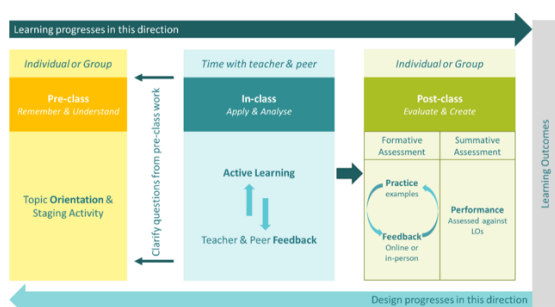 Learning progresses in this direction
Individual or Group
Pre-class
Remember & Understand
Topic Orientation &
Staging Activity
Clarify questions from pre-class work
Time with teacher & peer
In-class
Apply & Analyse
Active Learning
Teacher & Peer Feedback
Individual or Group
Post-class
Evaluate & Create
Formative
Assessment
Practice
examples
Feedback
Online or
in-person
Summative
Assessment
Performance
Assessed against
LOs
Learning Outcomes
Design progresses in this direction